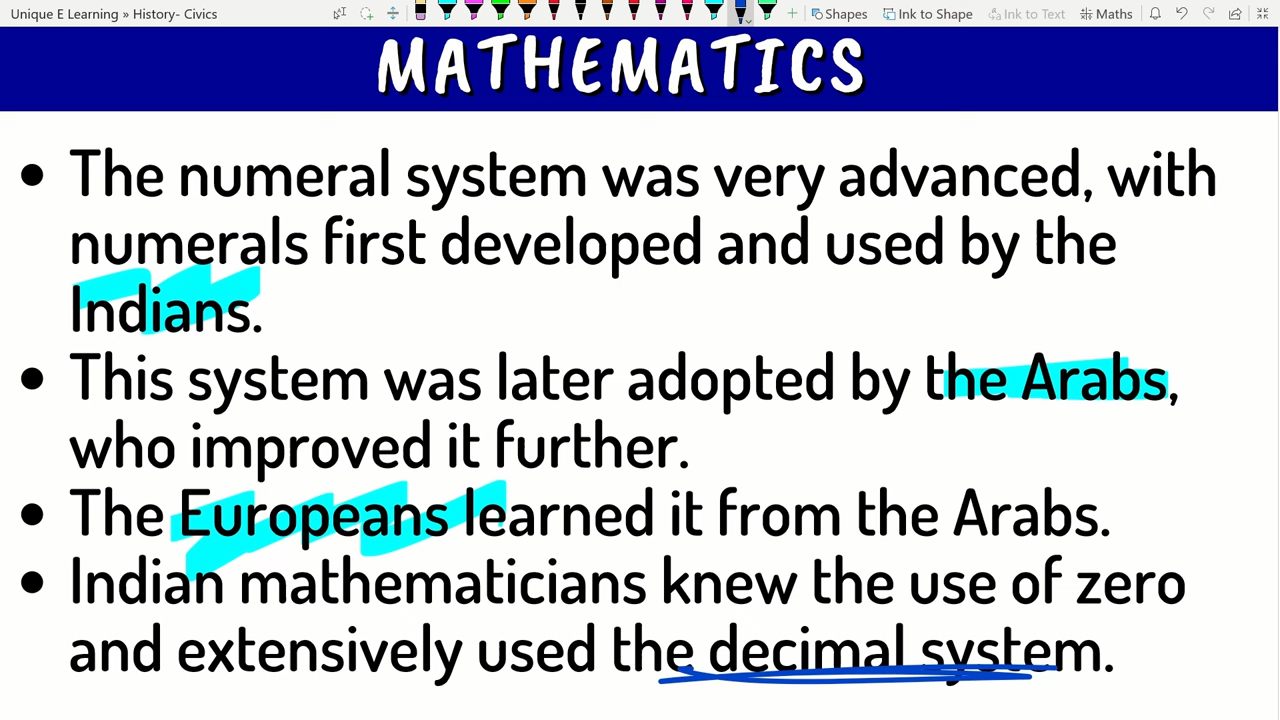 Unique E Learning » History- Civics
Shapes
Ink to Shape
Ink to Text
Maths
MATHEMATICS
• The numeral system was very advanced, with
numerals first developed and used by the
Indians.
• This system was later adopted by the Arabs,
who improved it further.
• The Europeans learned it from the Arabs.
• Indian mathematicians knew the use of zero
and extensively used the decimal system.